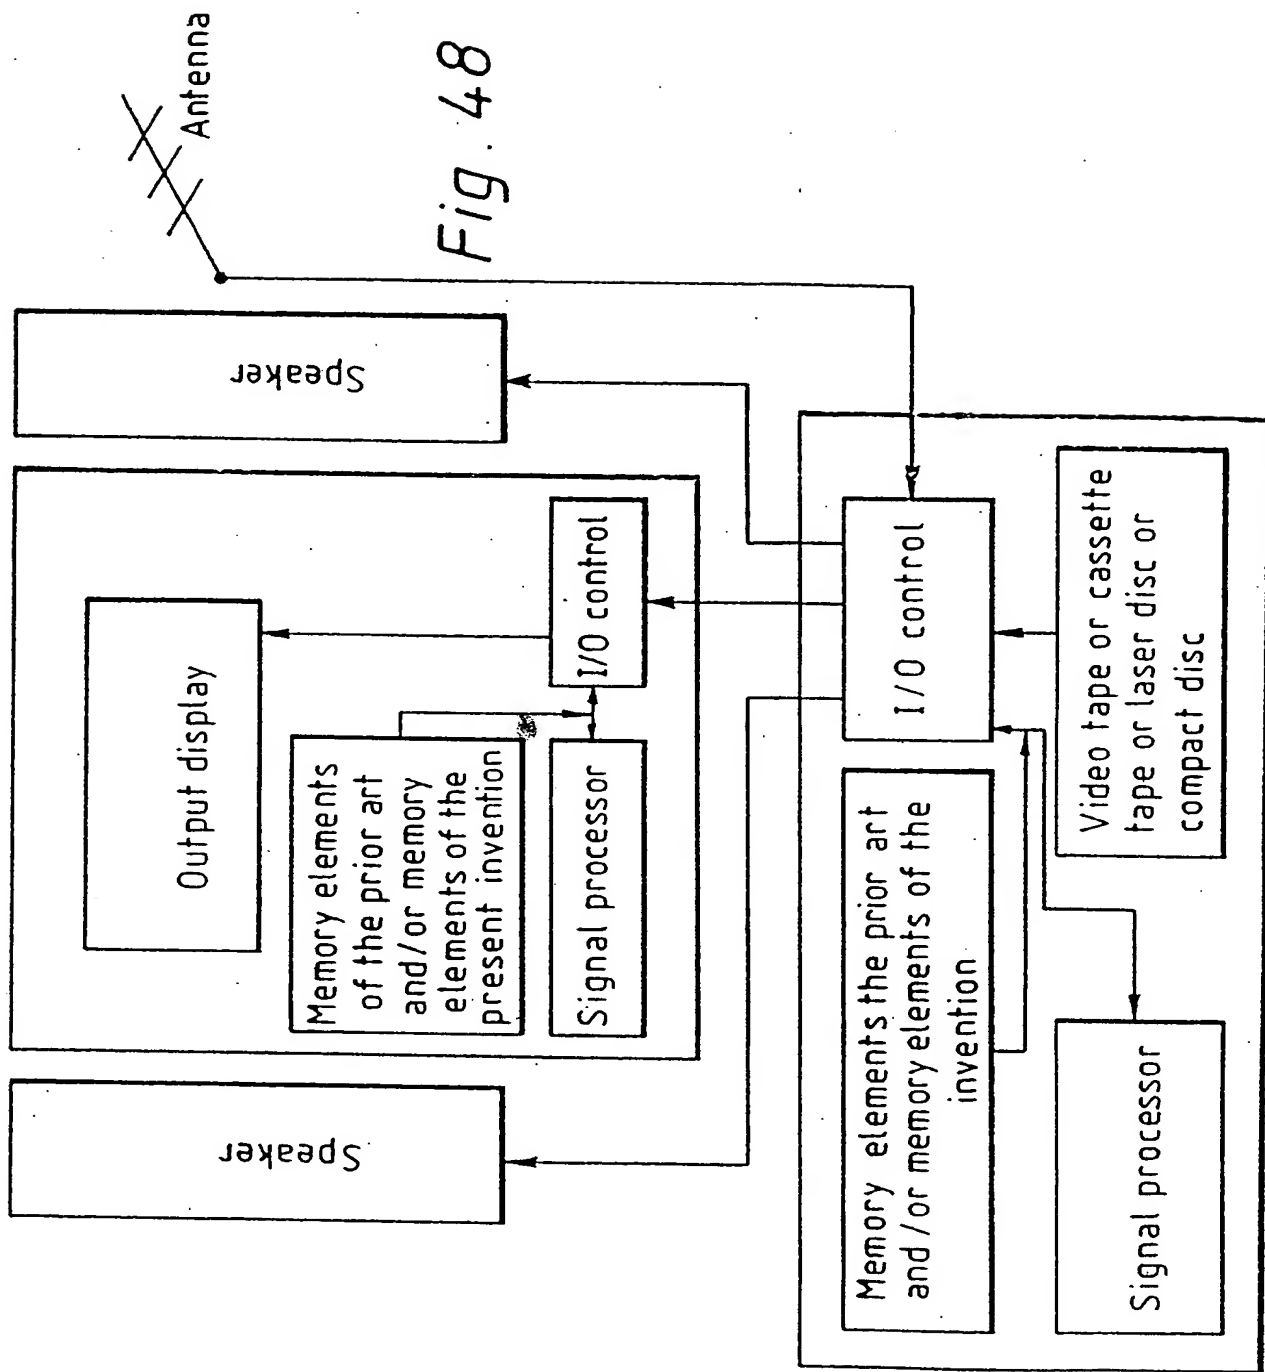 Fig. 48
Antenna
Speaker
Output display
Memory elements
of the prior art
and/or memory
elements of the
present invention
I/O control
Signal processor
Speaker
I/O control
Memory elements the prior art
and/or memory elements of the
invention
Video tape or cassette
tape or laser disc or
compact disc
Signal processor